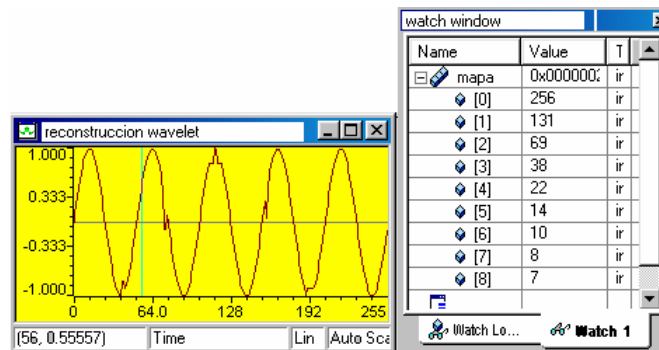 watch window
Name Value T
mapa 0x0000002
[0] 256 ir
[1] 131 ir
[2] 69 ir
[3] 38 ir
[4] 22 ir
[5] 14 ir
[6] 10 ir
[7] 8 ir
[8] 7 ir
Watch Lo... Watch 1
reconstruccion wavelet
1.000
0.333
-0.333
-1.000
0 64.0 128 192 255
(56, 0.55557) Time Lin Auto Sca